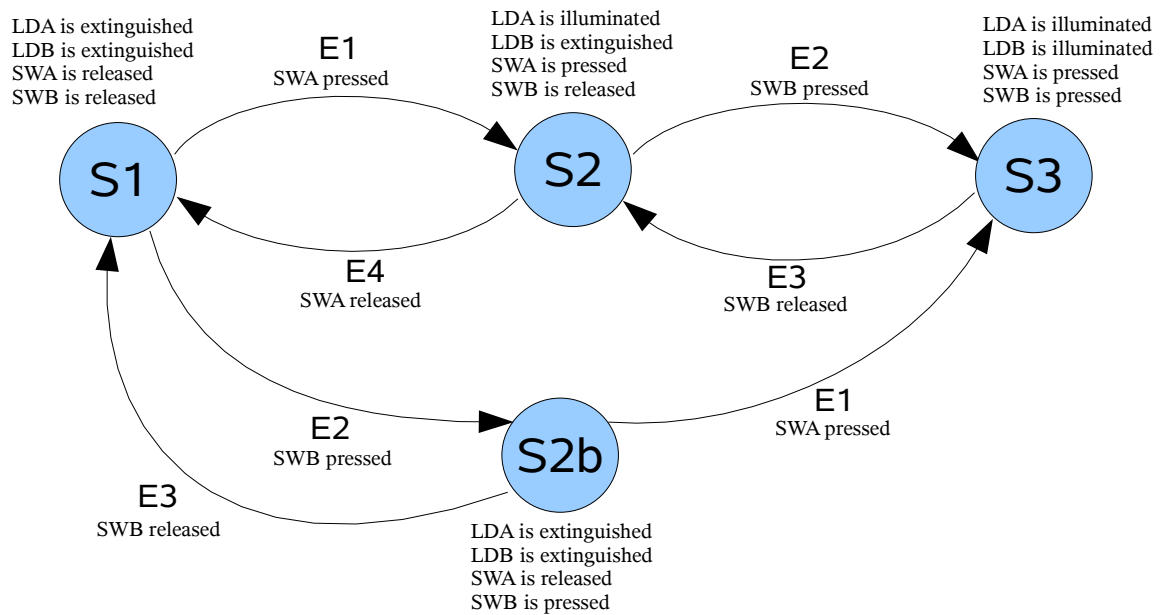 LDA is extinguished
LDB is extinguished
SWA is released
SWB is released
E1
SWA pressed
LDA is illuminated
LDB is extinguished
SWA is pressed
SWB is released
E2
SWB pressed
LDA is illuminated
LDB is illuminated
SWA is pressed
SWB is pressed
S1
S2
S3
E4
SWA released
E3
SWB released
E2
SWB pressed
E1
SWA pressed
S2b
E3
SWB released
LDA is extinguished
LDB is extinguished
SWA is released
SWB is pressed